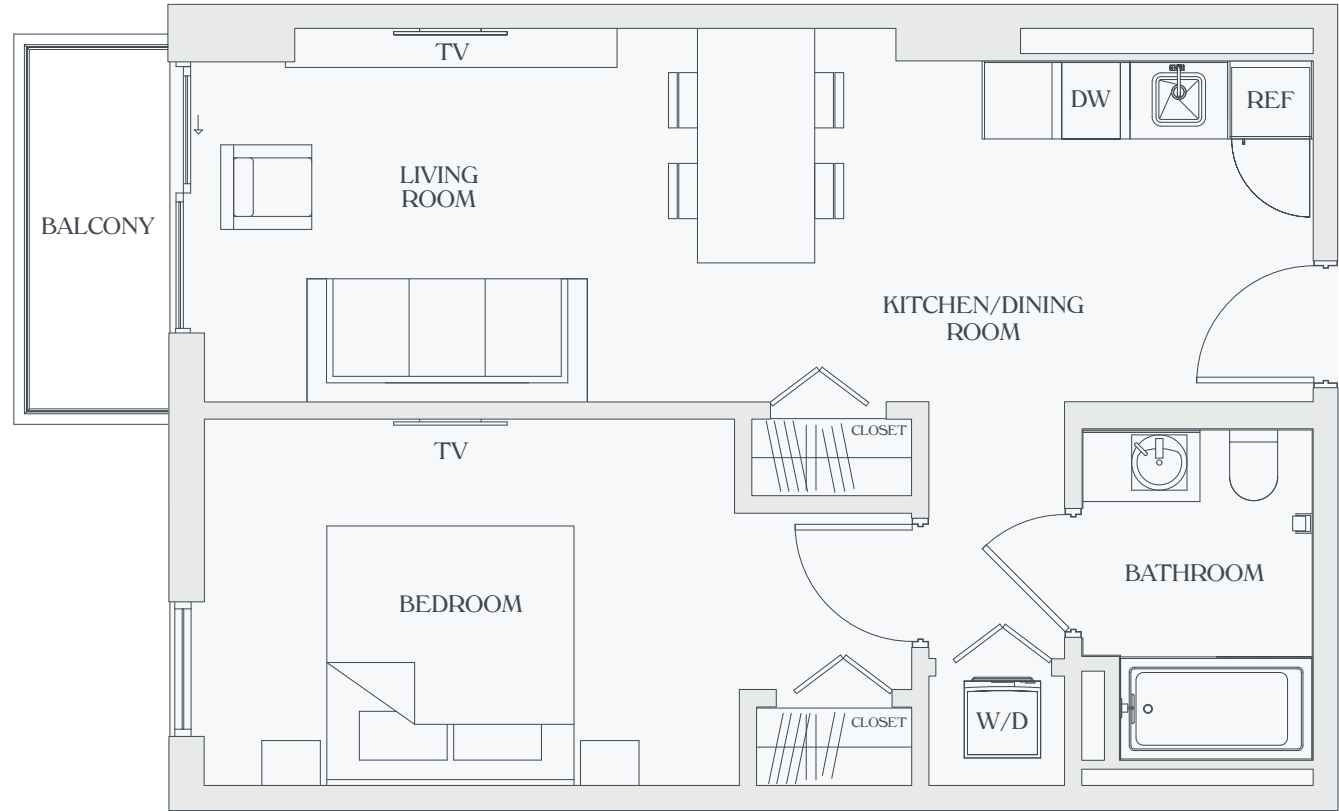 TV
DW
REF
LIVING
ROOM
BALCONY
KITCHEN/DINING
ROOM
CLOSET
TV
BATHROOM
BEDROOM
CLOSET
W/D